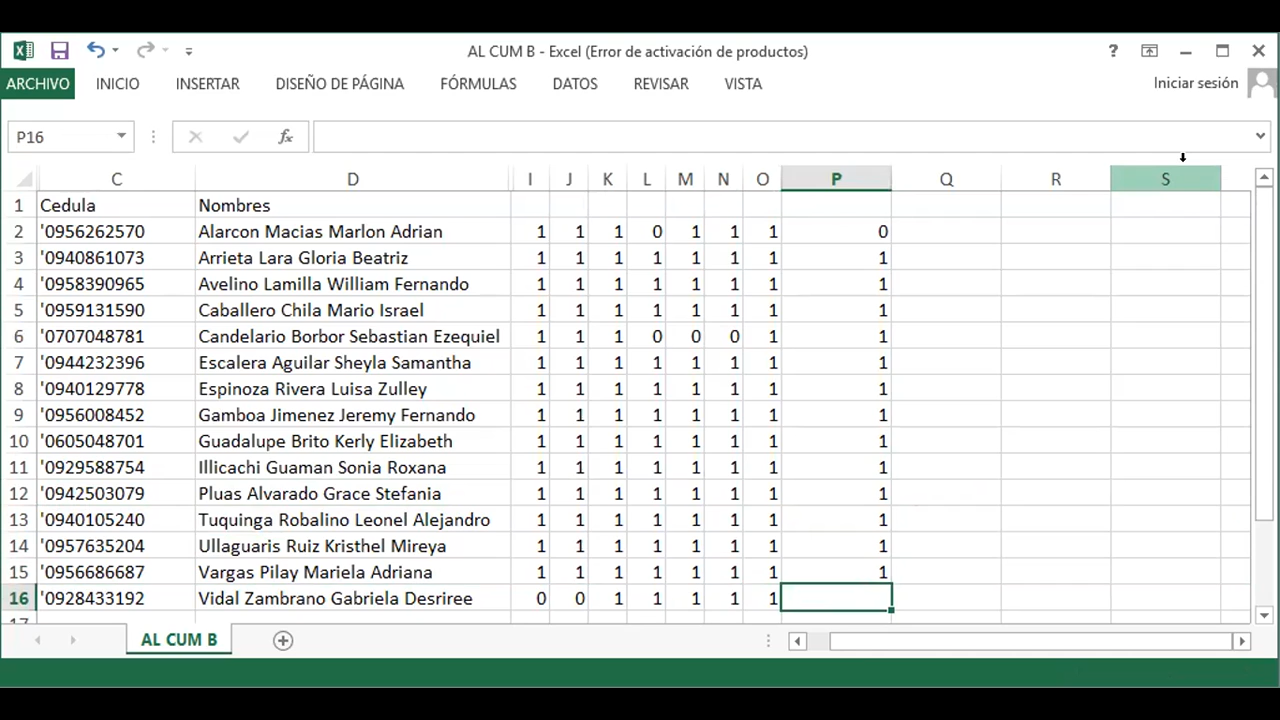 AL CUM B - Excel (Error de activación de productos)
?
ARCHIVO INICIO INSERTAR DISEÑO DE PÁGINA FÓRMULAS DATOS REVISAR VISTA Iniciar sesión
P16 fx
C D I J K L M N O P Q R S
1 Cedula Nombres
2 '0956262570 Alarcon Macias Marlon Adrian 1 1 1 0 1 1 1 0
3 '0940861073 Arrieta Lara Gloria Beatriz 1 1 1 1 1 1 1 1
4 '0958390965 Avelino Lamilla William Fernando 1 1 1 1 1 1 1 1
5 '0959131590 Caballero Chila Mario Israel 1 1 1 1 1 1 1 1
6 '0707048781 Candelario Borbor Sebastian Ezequiel 1 1 1 0 0 0 1 1
7 '0944232396 Escalera Aguilar Sheyla Samantha 1 1 1 1 1 1 1 1
8 '0940129778 Espinoza Rivera Luisa Zulley 1 1 1 1 1 1 1 1
9 '0956008452 Gamboa Jimenez Jeremy Fernando 1 1 1 1 1 1 1 1
10 '0605048701 Guadalupe Brito Kerly Elizabeth 1 1 1 1 1 1 1 1
11 '0929588754 Illicachi Guaman Sonia Roxana 1 1 1 1 1 1 1 1
12 '0942503079 Pluas Alvarado Grace Stefania 1 1 1 1 1 1 1 1
13 '0940105240 Tuquinga Robalino Leonel Alejandro 1 1 1 1 1 1 1 1
14 '0957635204 Ullaguaris Ruiz Kristhel Mireya 1 1 1 1 1 1 1 1
15 '0956686687 Vargas Pilay Mariela Adriana 1 1 1 1 1 1 1 1
16 '0928433192 Vidal Zambrano Gabriela Desriree 0 0 1 1 1 1 1
17
AL CUM B